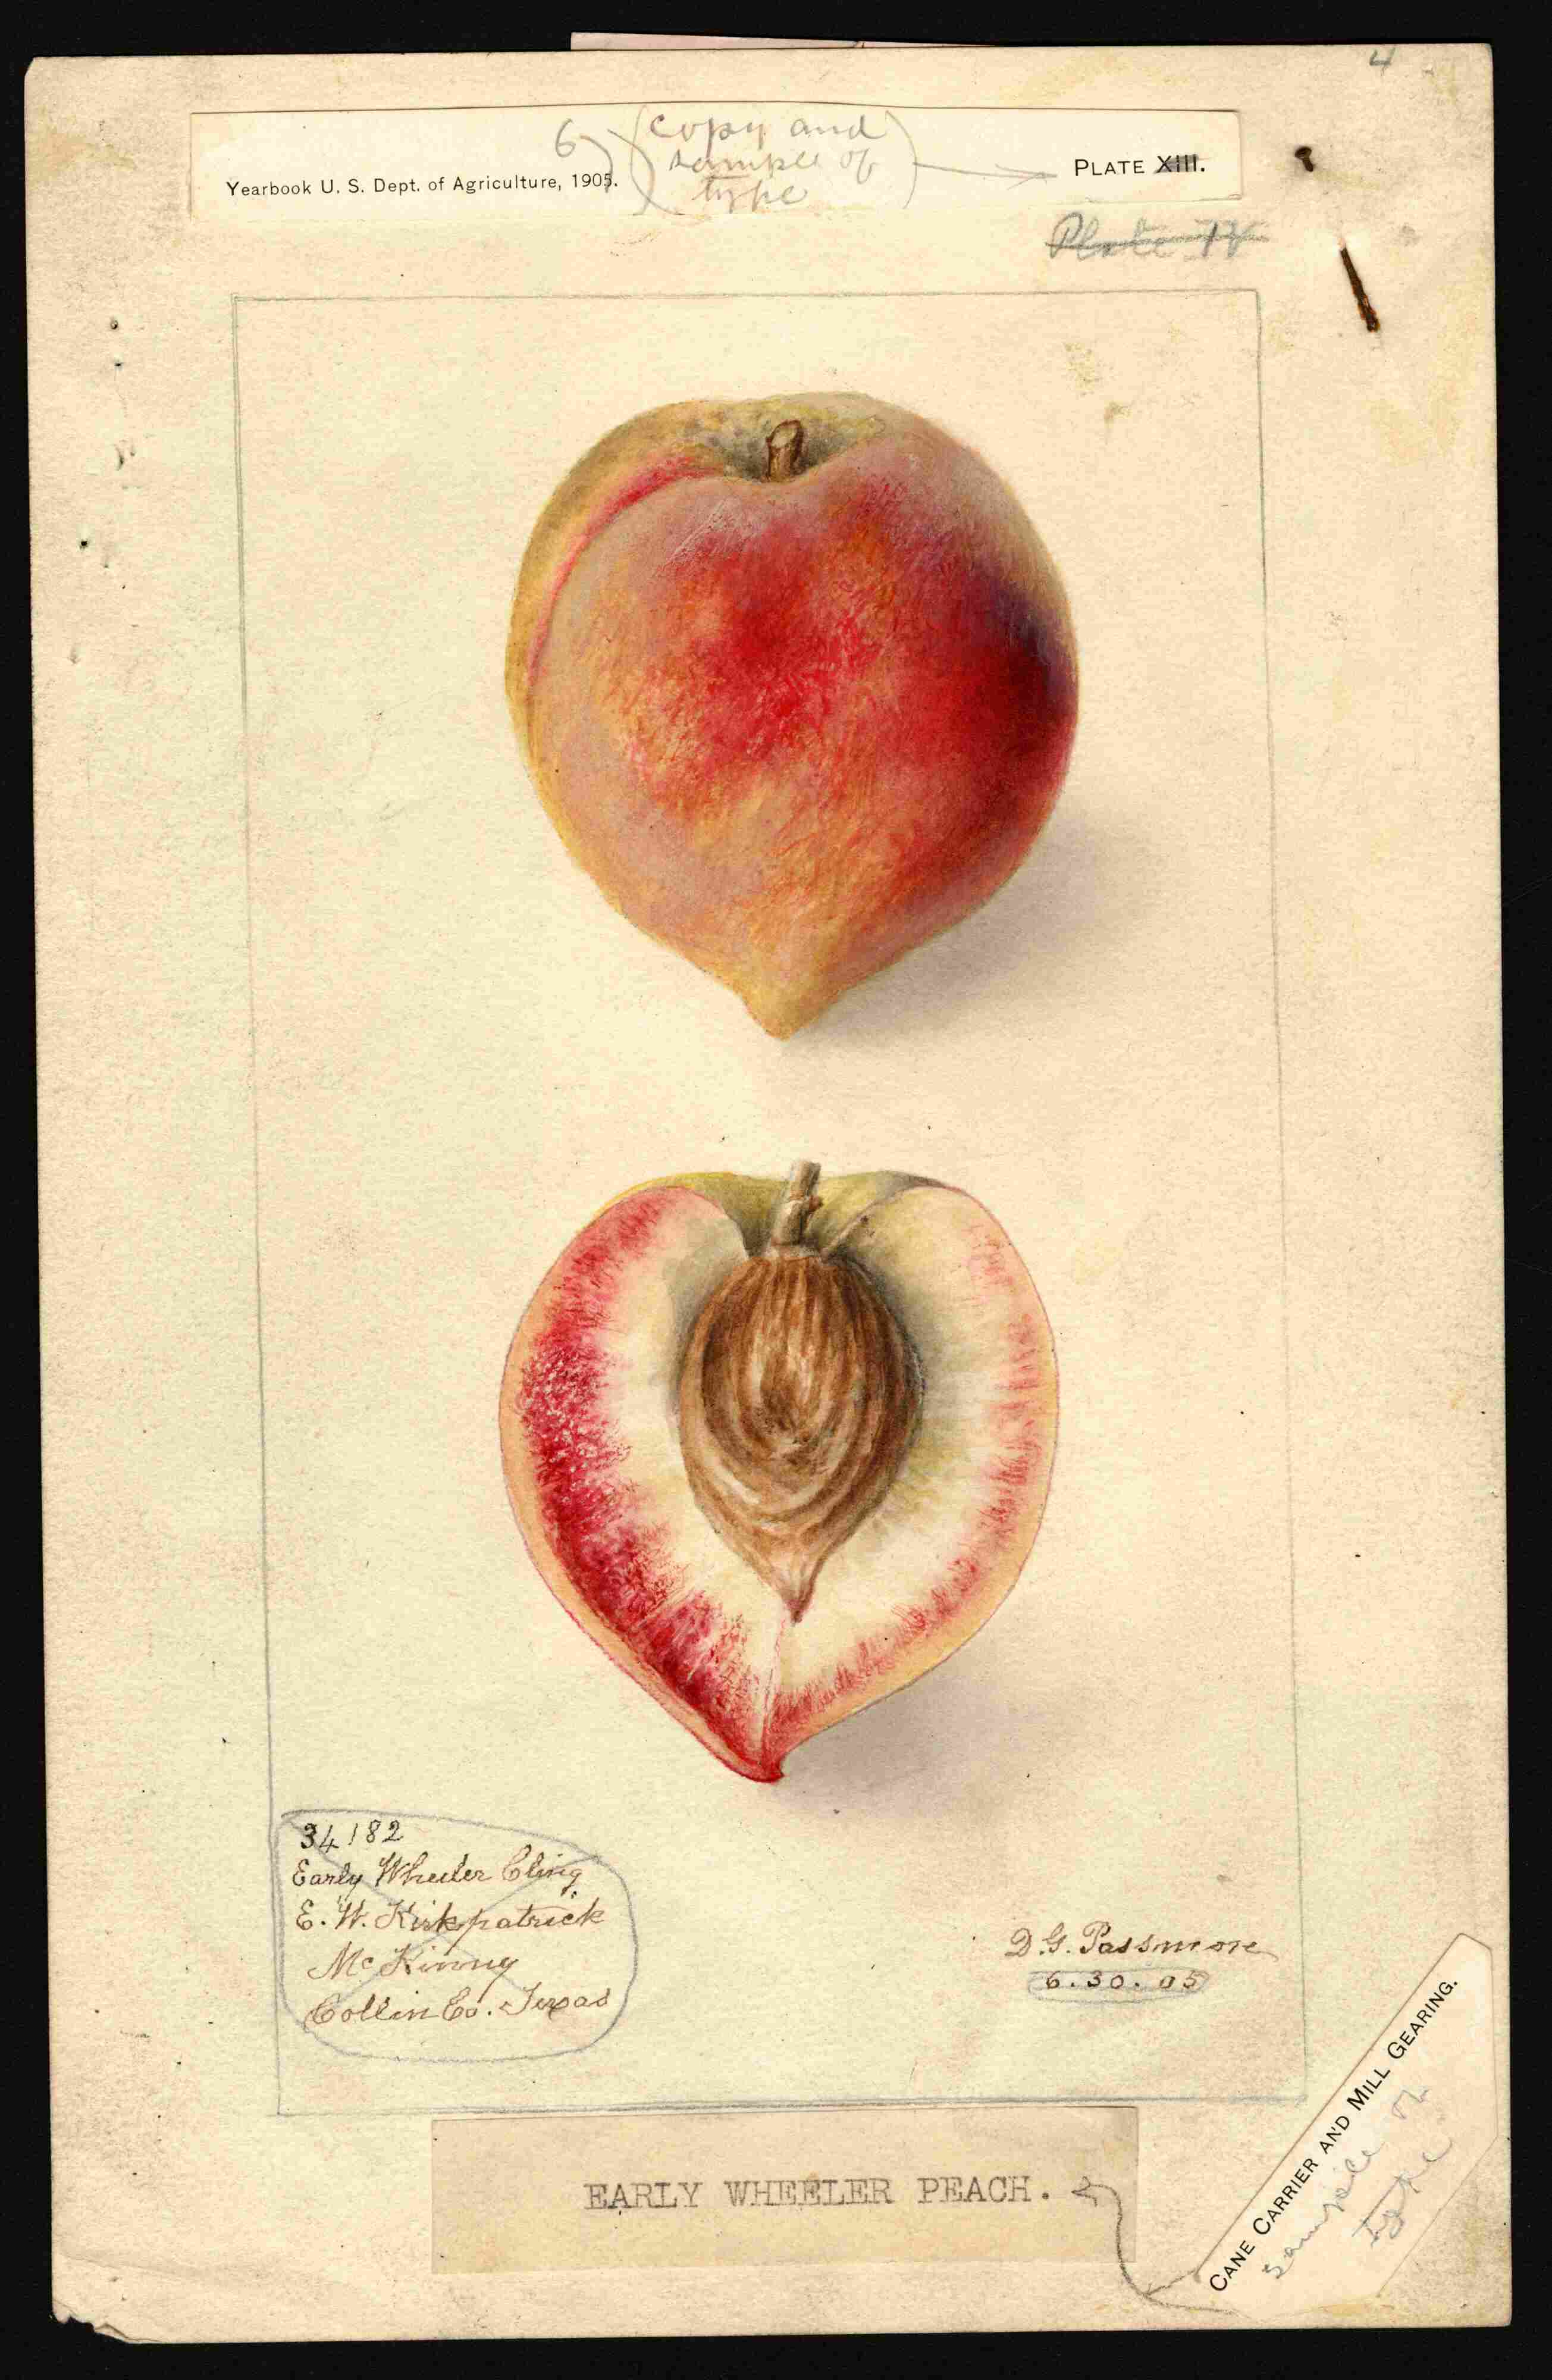 4
6
(copy and
sample of
type)
Yearbook U. S. Dept. of Agriculture, 1905.
PLATE XIII.
Plate
34182
Early Wheeler Cling
E. W. Kirkpatrick
McKinny
Collin Co. Texas
D. G. Passmore
6.30.05
EARLY WHEELER PEACH.
CANE CARRIER AND MILL GEARING.
sample of
type